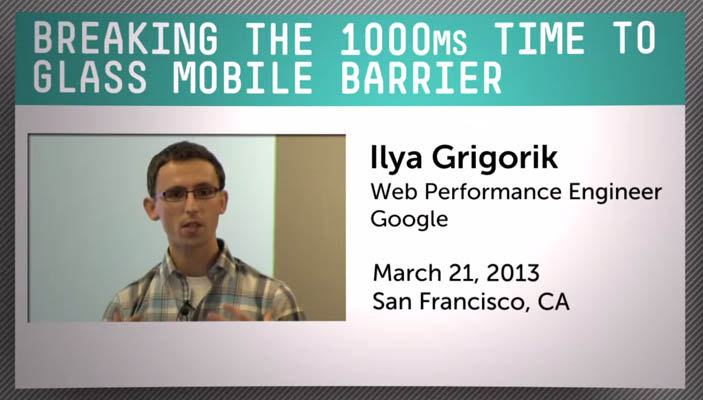 BREAKING THE 1000MS TIME TO
GLASS MOBILE BARRIER
Ilya Grigorik
Web Performance Engineer
Google
March 21, 2013
San Francisco, CA